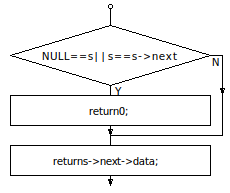 NULL==s||s==s->next
N
Y
return0;
returns->next->data;